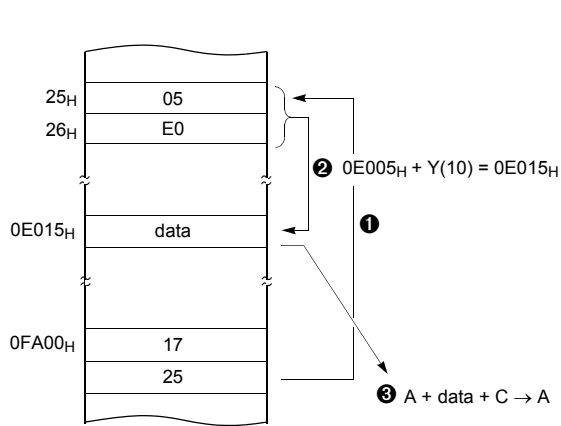 25H 05
26H E0
❷ 0E005H + Y(10) = 0E015H
0E015H data
❶
0FA00H 17
25
❸ A + data + C → A